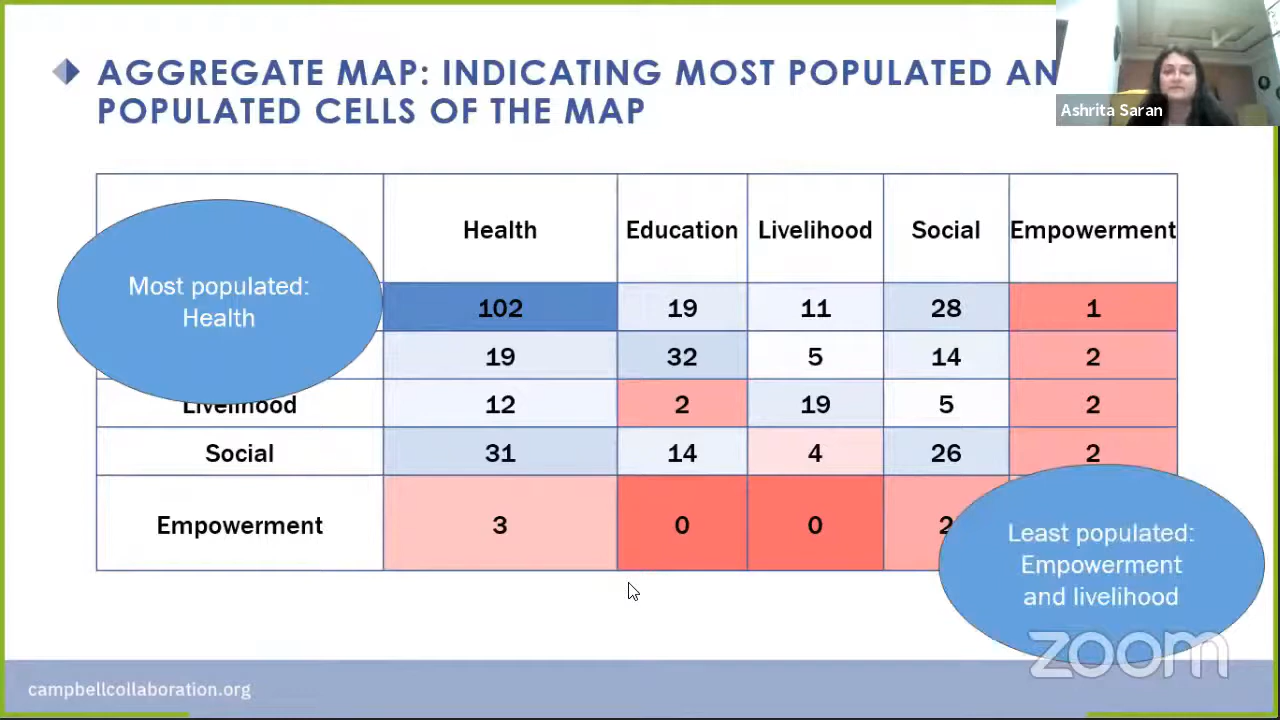 AGGREGATE MAP: INDICATING MOST POPULATED AN
POPULATED CELLS OF THE MAP
Ashrita Saran
Health Education Livelihood Social Empowerment
Most populated:
Health
102 19 11 28 1
19 32 5 14 2
Livelihood 12 2 19 5 2
Social 31 14 4 26 2
Empowerment 3 0 0 2
Least populated:
Empowerment
and livelihood
zoom
campbellcollaboration.org